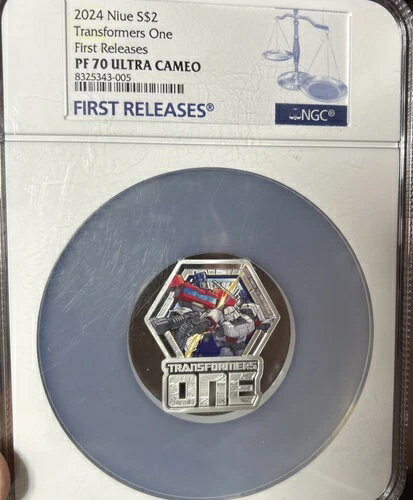 2024 Niue S$2
Transformers One
First Releases
PF 70 ULTRA CAMEO
8325343-005
FIRST RELEASES®
NGC®
TRANSFORMERS
ONE